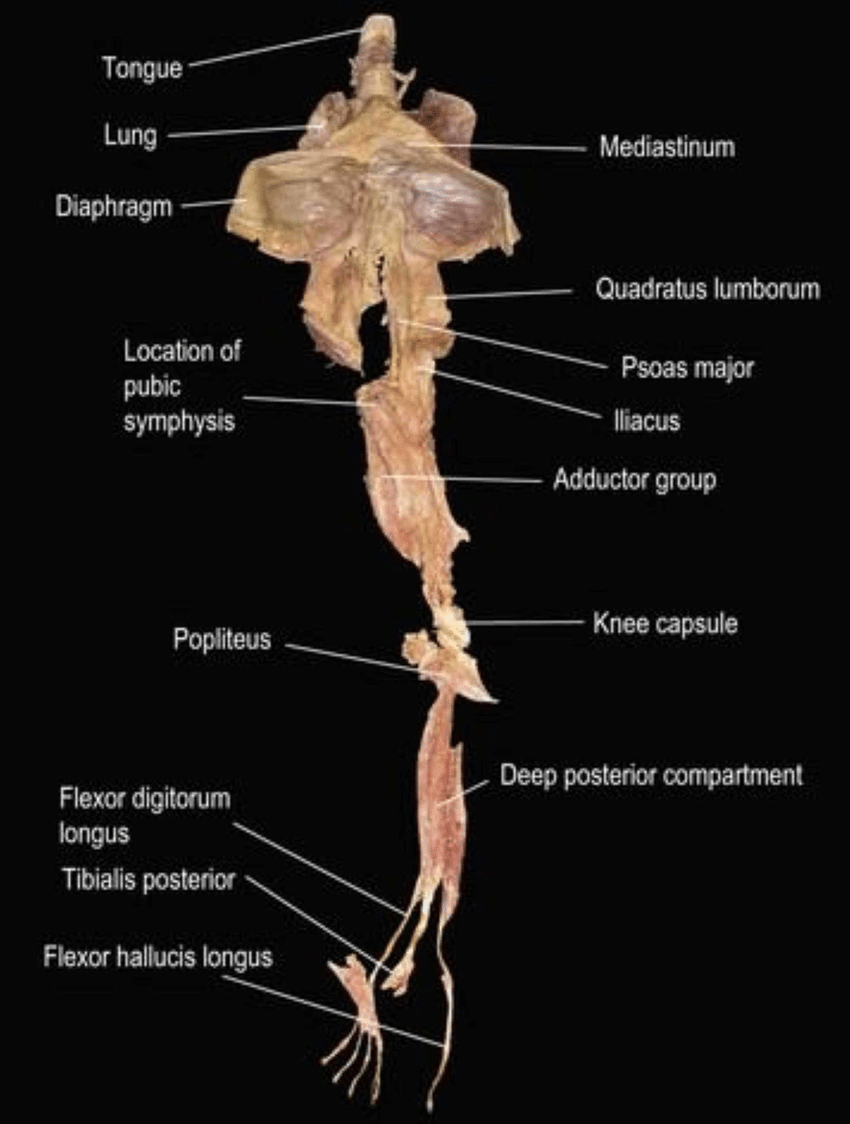 Tongue
Lung
Mediastinum
Diaphragm
Quadratus lumborum
Location of
pubic
symphysis
Psoas major
Iliacus
Adductor group
Knee capsule
Popliteus
Deep posterior compartment
Flexor digitorum
longus
Tibialis posterior
Flexor hallucis longus